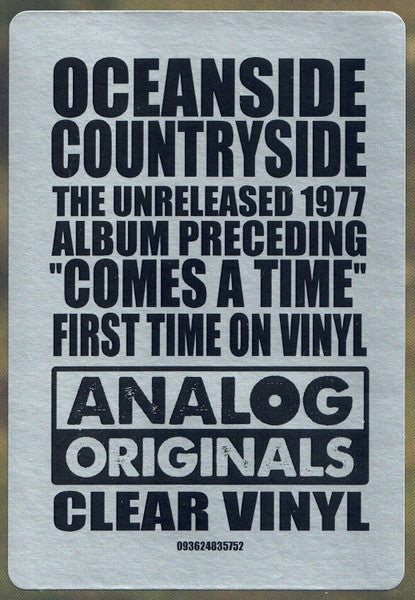 OCEANSIDE
COUNTRYSIDE
THE UNRELEASED 1977
ALBUM PRECEDING
"COMES A TIME"
FIRST TIME ON VINYL
ANALOG
ORIGINALS
CLEAR VINYL
093624835752